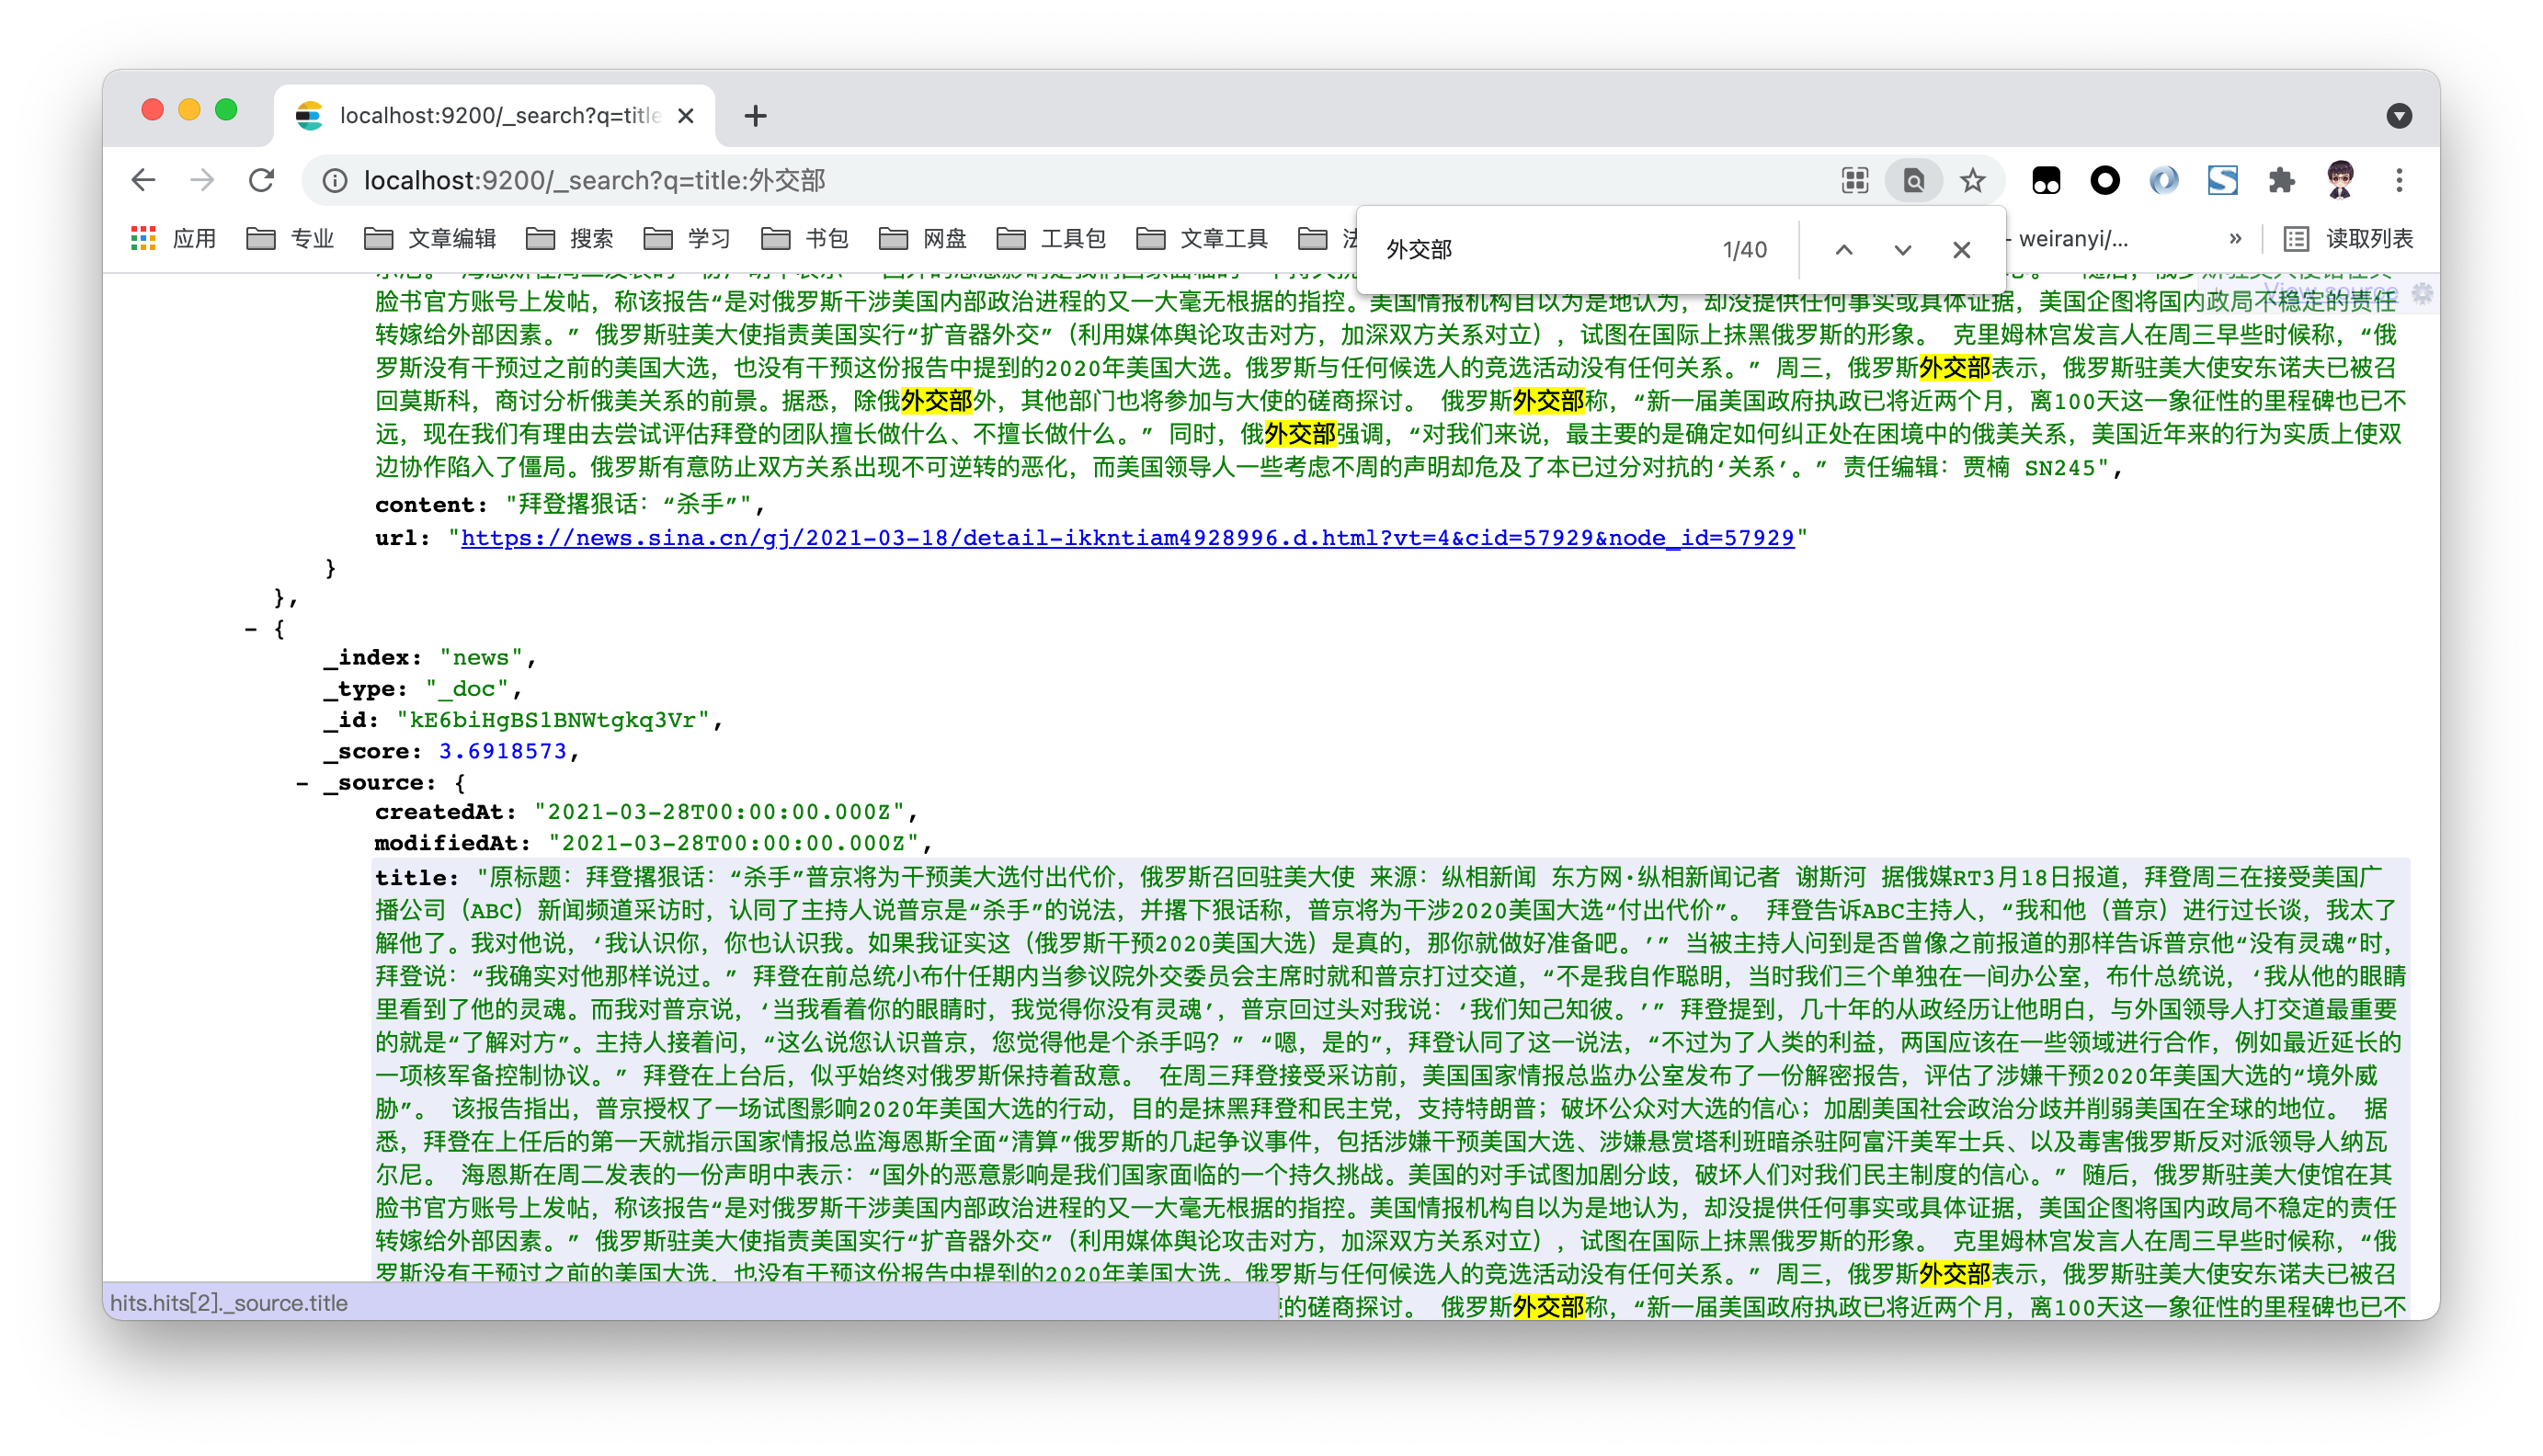 localhost:9200/_search?q=title
localhost:9200/_search?q=title:外交部
应用 专业 文章编辑 搜索 学习 书包 网盘 工具包 文章工具 - weiranyi/... » 读取列表
外交部 1/40
View source
脸书官方账号上发帖，称该报告“是对俄罗斯干涉美国内部政治进程的又一大毫无根据的指控。美国情报机构自以为是地认为，却没提供任何事实或具体证据，美国企图将国内政局不稳定的责任
转嫁给外部因素。” 俄罗斯驻美大使指责美国实行“扩音器外交”（利用媒体舆论攻击对方，加深双方关系对立），试图在国际上抹黑俄罗斯的形象。 克里姆林宫发言人在周三早些时候称，“俄
罗斯没有干预过之前的美国大选，也没有干预这份报告中提到的2020年美国大选。俄罗斯与任何候选人的竞选活动没有任何关系。” 周三，俄罗斯外交部表示，俄罗斯驻美大使安东诺夫已被召
回莫斯科，商讨分析俄美关系的前景。据悉，除俄外交部外，其他部门也将参加与大使的磋商探讨。 俄罗斯外交部称，“新一届美国政府执政已将近两个月，离100天这一象征性的里程碑也已不
远，现在我们有理由去尝试评估拜登的团队擅长做什么、不擅长做什么。” 同时，俄外交部强调，“对我们来说，最主要的是确定如何纠正处在困境中的俄美关系，美国近年来的行为实质上使双
边协作陷入了僵局。俄罗斯有意防止双方关系出现不可逆转的恶化，而美国领导人一些考虑不周的声明却危及了本已过分对抗的‘关系’。” 责任编辑：贾楠 SN245",
content: "拜登撂狠话：“杀手”",
url: "https://news.sina.cn/gj/2021-03-18/detail-ikkntiam4928996.d.html?vt=4&cid=57929&node_id=57929"
}
},
- {
_index: "news",
_type: "_doc",
_id: "kE6biHgBS1BNWtgkq3Vr",
_score: 3.6918573,
- _source: {
createdAt: "2021-03-28T00:00:00.000Z",
modifiedAt: "2021-03-28T00:00:00.000Z",
title: "原标题：拜登撂狠话：“杀手”普京将为干预美大选付出代价，俄罗斯召回驻美大使 来源：纵相新闻 东方网·纵相新闻记者 谢斯河 据俄媒RT3月18日报道，拜登周三在接受美国广
播公司（ABC）新闻频道采访时，认同了主持人说普京是“杀手”的说法，并撂下狠话称，普京将为干涉2020美国大选“付出代价”。 拜登告诉ABC主持人，“我和他（普京）进行过长谈，我太了
解他了。我对他说，‘我认识你，你也认识我。如果我证实这（俄罗斯干预2020美国大选）是真的，那你就做好准备吧。’” 当被主持人问到是否曾像之前报道的那样告诉普京他“没有灵魂”时，
拜登说：“我确实对他那样说过。” 拜登在前总统小布什任期内当参议院外交委员会主席时就和普京打过交道，“不是我自作聪明，当时我们三个单独在一间办公室，布什总统说，‘我从他的眼睛
里看到了他的灵魂。而我对普京说，‘当我看着你的眼睛时，我觉得你没有灵魂’，普京回过头对我说：‘我们知己知彼。’” 拜登提到，几十年的从政经历让他明白，与外国领导人打交道最重要
的就是“了解对方”。主持人接着问，“这么说您认识普京，您觉得他是个杀手吗？” “嗯，是的”，拜登认同了这一说法，“不过为了人类的利益，两国应该在一些领域进行合作，例如最近延长的
一项核军备控制协议。” 拜登在上台后，似乎始终对俄罗斯保持着敌意。 在周三拜登接受采访前，美国国家情报总监办公室发布了一份解密报告，评估了涉嫌干预2020年美国大选的“境外威
胁”。 该报告指出，普京授权了一场试图影响2020年美国大选的行动，目的是抹黑拜登和民主党，支持特朗普；破坏公众对大选的信心；加剧美国社会政治分歧并削弱美国在全球的地位。 据
悉，拜登在上任后的第一天就指示国家情报总监海恩斯全面“清算”俄罗斯的几起争议事件，包括涉嫌干预美国大选、涉嫌悬赏塔利班暗杀驻阿富汗美军士兵、以及毒害俄罗斯反对派领导人纳瓦
尔尼。 海恩斯在周二发表的一份声明中表示：“国外的恶意影响是我们国家面临的一个持久挑战。美国的对手试图加剧分歧，破坏人们对我们民主制度的信心。” 随后，俄罗斯驻美大使馆在其
脸书官方账号上发帖，称该报告“是对俄罗斯干涉美国内部政治进程的又一大毫无根据的指控。美国情报机构自以为是地认为，却没提供任何事实或具体证据，美国企图将国内政局不稳定的责任
转嫁给外部因素。” 俄罗斯驻美大使指责美国实行“扩音器外交”（利用媒体舆论攻击对方，加深双方关系对立），试图在国际上抹黑俄罗斯的形象。 克里姆林宫发言人在周三早些时候称，“俄
罗斯没有干预过之前的美国大选，也没有干预这份报告中提到的2020年美国大选。俄罗斯与任何候选人的竞选活动没有任何关系。” 周三，俄罗斯外交部表示，俄罗斯驻美大使安东诺夫已被召
的磋商探讨。 俄罗斯外交部称，“新一届美国政府执政已将近两个月，离100天这一象征性的里程碑也已不
hits.hits[2]._source.title